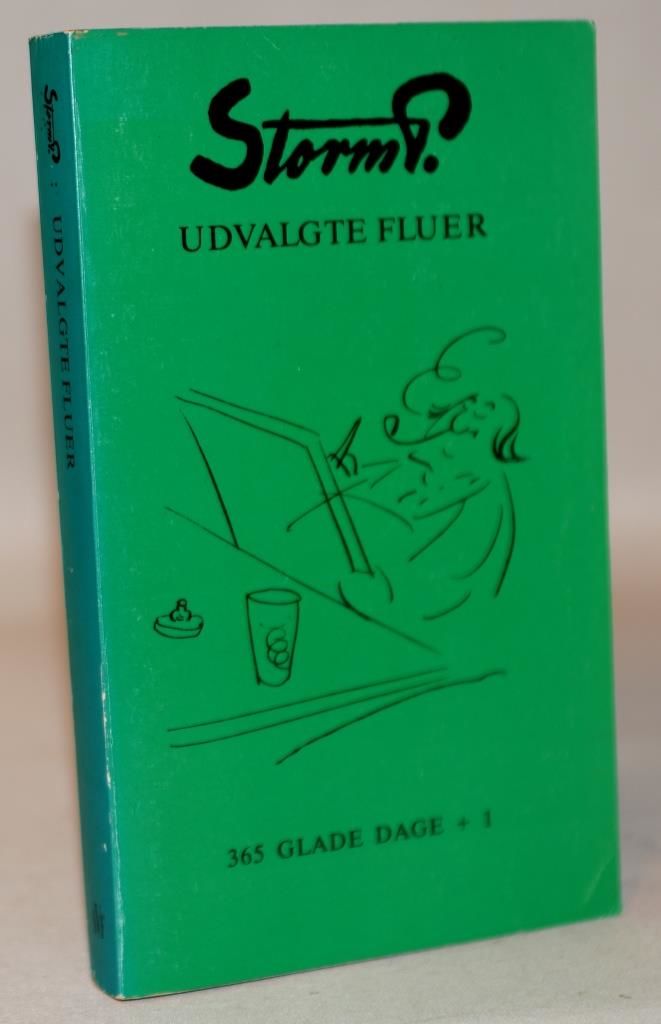 Storm P.
UDVALGTE FLUER
365 GLADE DAGE + 1
Storm P. : UDVALGTE FLUER